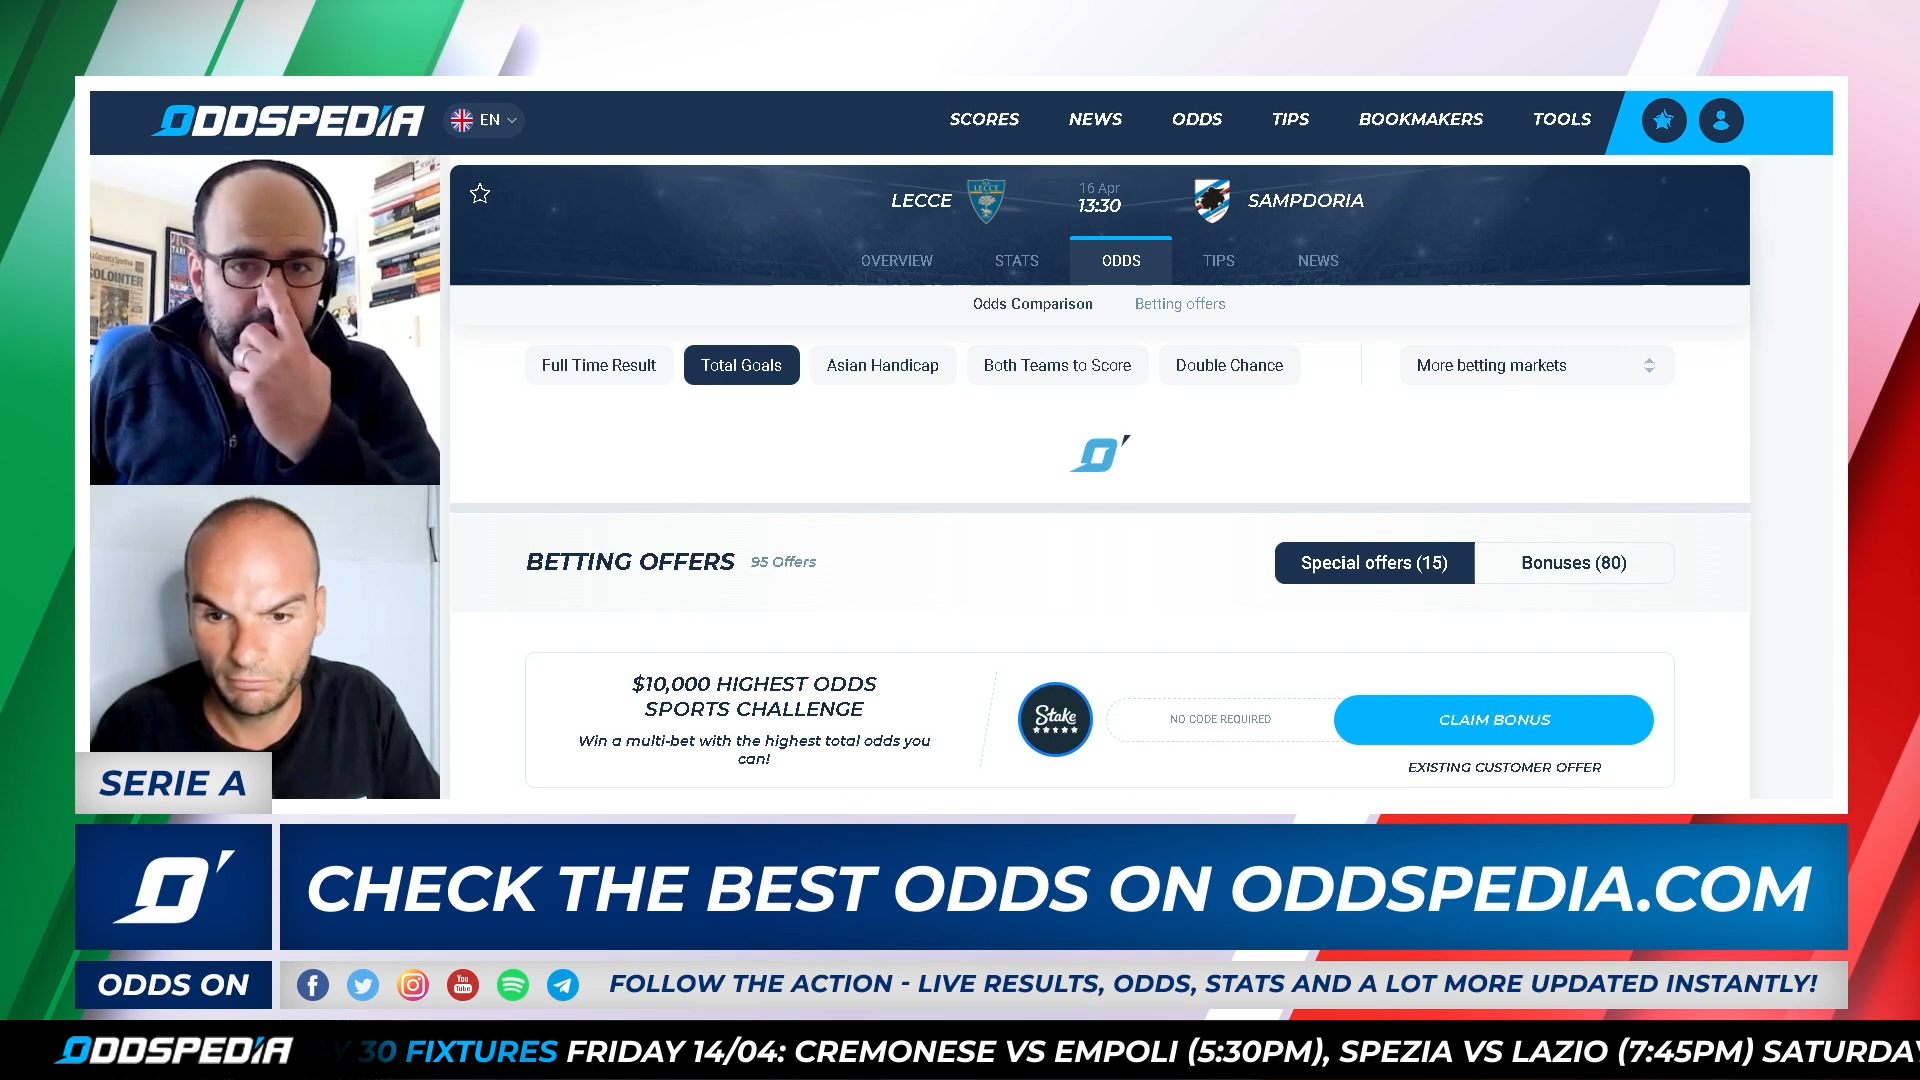 ODDSPEDIA
EN
SCORES NEWS ODDS TIPS BOOKMAKERS TOOLS
SOLOINTER
LECCE
LECCE
16 Apr
13:30
SAMPDORIA
OVERVIEW STATS ODDS TIPS NEWS
Odds Comparison Betting offers
Full Time Result Total Goals Asian Handicap Both Teams to Score Double Chance More betting markets
BETTING OFFERS 95 Offers
Special offers (15) Bonuses (80)
$10,000 HIGHEST ODDS
SPORTS CHALLENGE
Win a multi-bet with the highest total odds you
can!
Stake
NO CODE REQUIRED
CLAIM BONUS
EXISTING CUSTOMER OFFER
SERIE A
CHECK THE BEST ODDS ON ODDSPEDIA.COM
ODDS ON
You
Tube
FOLLOW THE ACTION - LIVE RESULTS, ODDS, STATS AND A LOT MORE UPDATED INSTANTLY!
ODDSPEDIA
Y 30 FIXTURES FRIDAY 14/04: CREMONESE VS EMPOLI (5:30PM), SPEZIA VS LAZIO (7:45PM) SATURDAY